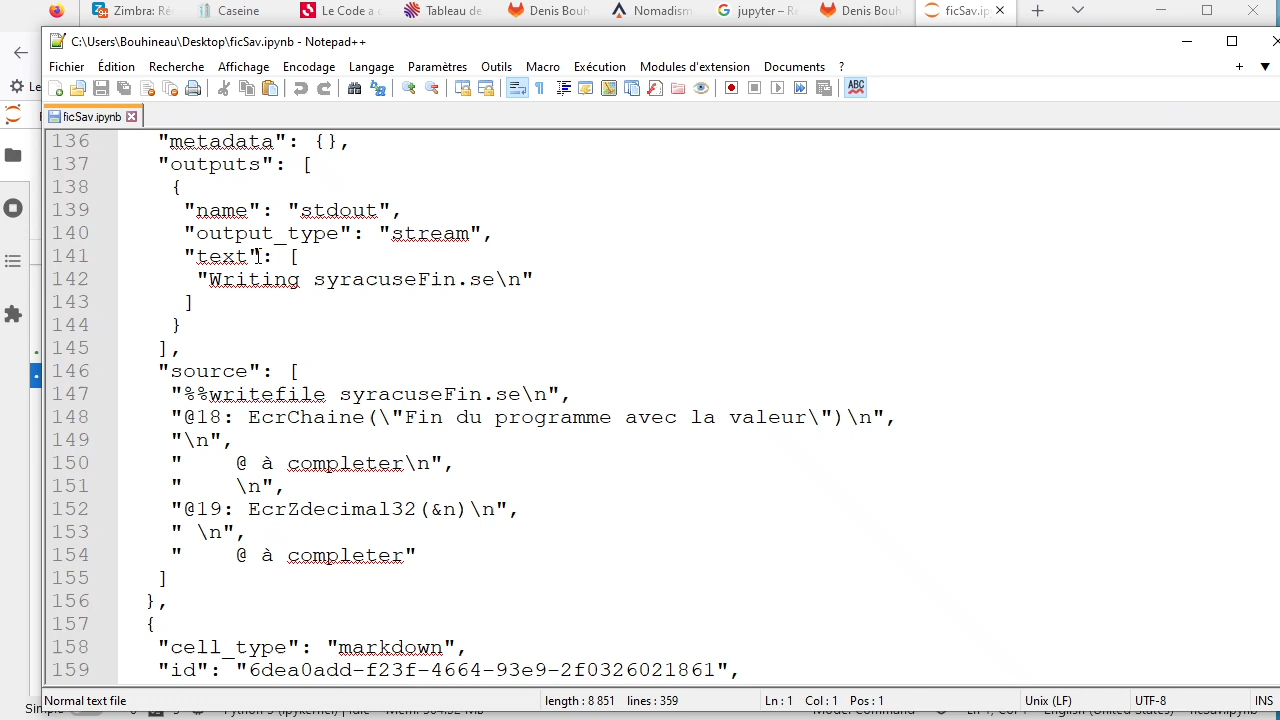 Zimbra: Ré
Caseine
Le Code à c
Tableau de
Denis Bouh
Nomadism
jupyter - R
Denis Bouh
ficSav.ip
C:\Users\Bouhineau\Desktop\ficSav.ipynb - Notepad++
Fichier Édition Recherche Affichage Encodage Langage Paramètres Outils Macro Exécution Modules d'extension Documents ?
Le
ABC
ficSav.ipynb
136 "metadata": {},
137 "outputs": [
138 {
139 "name": "stdout",
140 "output_type": "stream",
141 "text": [
142 "Writing syracuseFin.se\n"
143 ]
144 }
145 ],
146 "source": [
147 "%%writefile syracuseFin.se\n",
148 "@18: EcrChaine(\"Fin du programme avec la valeur\")\n",
149 "\n",
150 " @ à completer\n",
151 " \n",
152 "@19: EcrZdecimal32(&n)\n",
153 " \n",
154 " @ à completer"
155 ]
156 },
157 {
158 "cell_type": "markdown",
159 "id": "6dea0add-f23f-4664-93e9-2f0326021861",
Normal text file length : 8 851 lines : 359 Ln : 1 Col : 1 Pos : 1 Unix (LF) UTF-8 INS